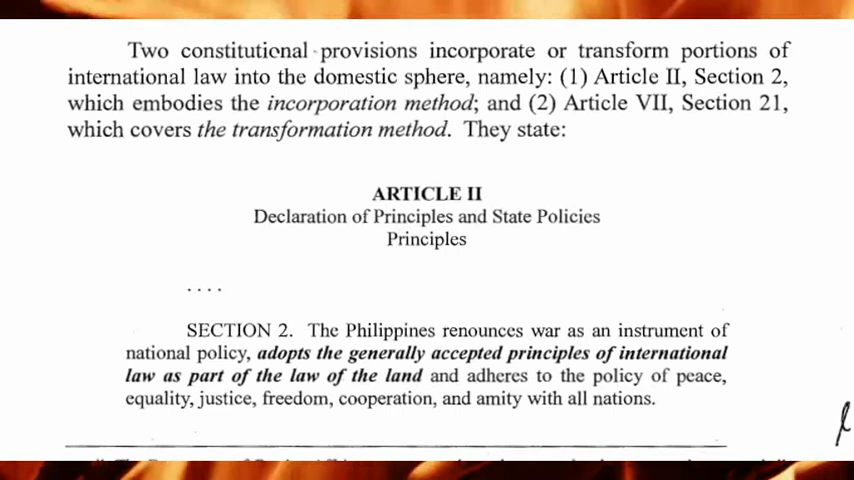 Two constitutional provisions incorporate or transform portions of
international law into the domestic sphere, namely: (1) Article II, Section 2,
which embodies the incorporation method; and (2) Article VII, Section 21,
which covers the transformation method. They state:
ARTICLE II
Declaration of Principles and State Policies
Principles
. . . .
SECTION 2. The Philippines renounces war as an instrument of
national policy, adopts the generally accepted principles of international
law as part of the law of the land and adheres to the policy of peace,
equality, justice, freedom, cooperation, and amity with all nations.